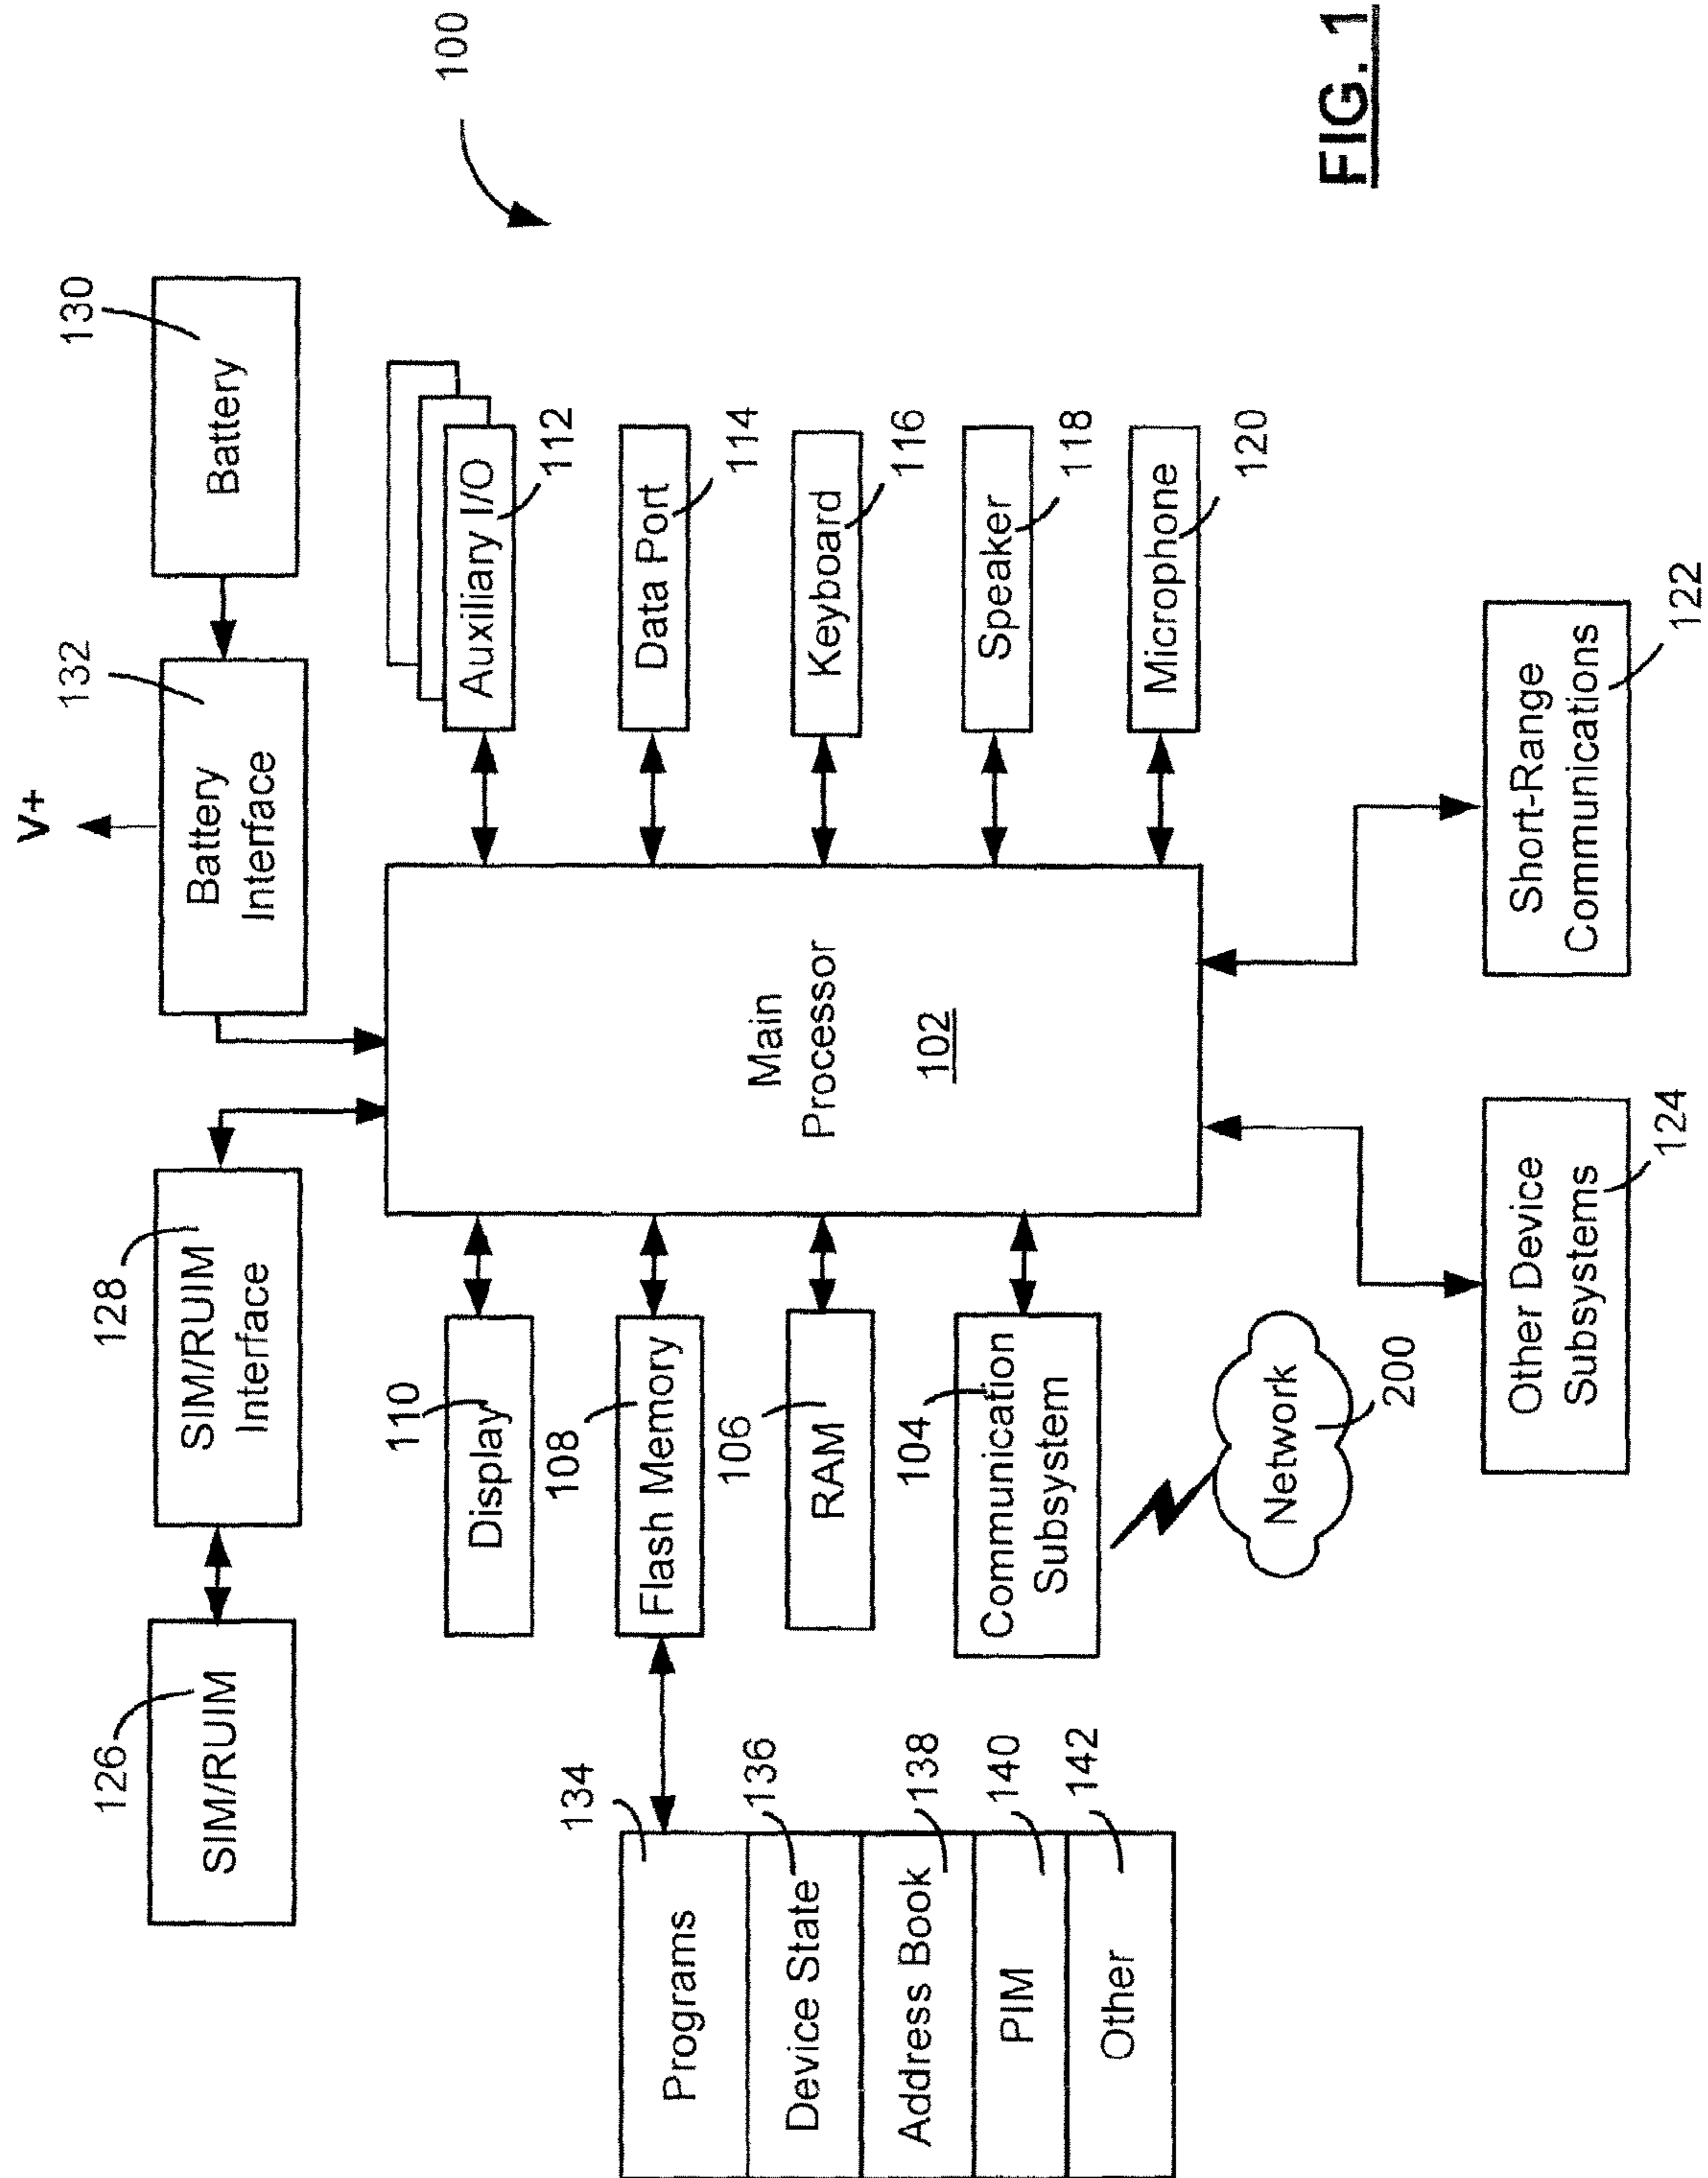 126
SIM/RUIM
128
SIM/RUIM
Interface
132
V+
Battery
Interface
130
Battery
100
134
Programs
136
Device State
138
Address Book
140
PIM
142
Other
110
Display
108
Flash Memory
106
RAM
104
Communication
Subsystem
Network
200
Main
Processor
102
Auxiliary I/O
112
Data Port
114
Keyboard
116
Speaker
118
Microphone
120
Other Device
Subsystems
124
Short-Range
Communications
122
FIG. 1